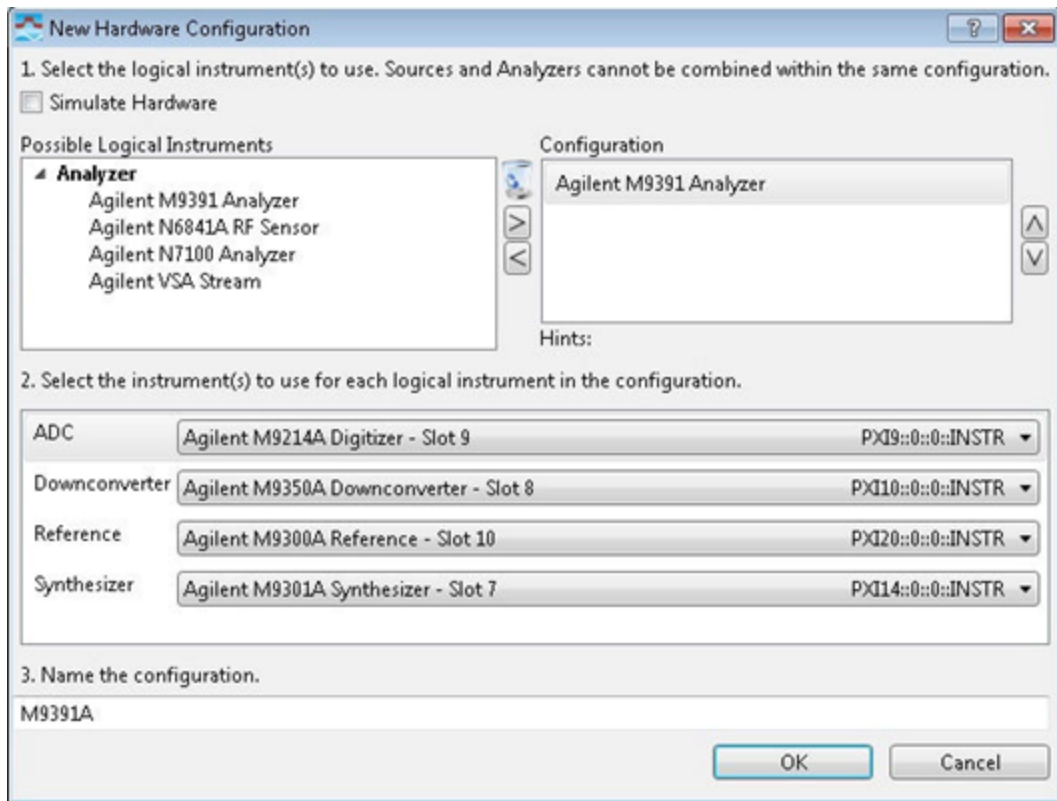 New Hardware Configuration
1. Select the logical instrument(s) to use. Sources and Analyzers cannot be combined within the same configuration.
Simulate Hardware
Possible Logical Instruments
Analyzer
Agilent M9391 Analyzer
Agilent N6841A RF Sensor
Agilent N7100 Analyzer
Agilent VSA Stream
>
<
Configuration
Agilent M9391 Analyzer
Hints:
2. Select the instrument(s) to use for each logical instrument in the configuration.
ADC Agilent M9214A Digitizer - Slot 9 PXI9::0::0::INSTR
Downconverter Agilent M9350A Downconverter - Slot 8 PXI10::0::0::INSTR
Reference Agilent M9300A Reference - Slot 10 PXI20::0::0::INSTR
Synthesizer Agilent M9301A Synthesizer - Slot 7 PXI14::0::0::INSTR
3. Name the configuration.
M9391A
OK Cancel